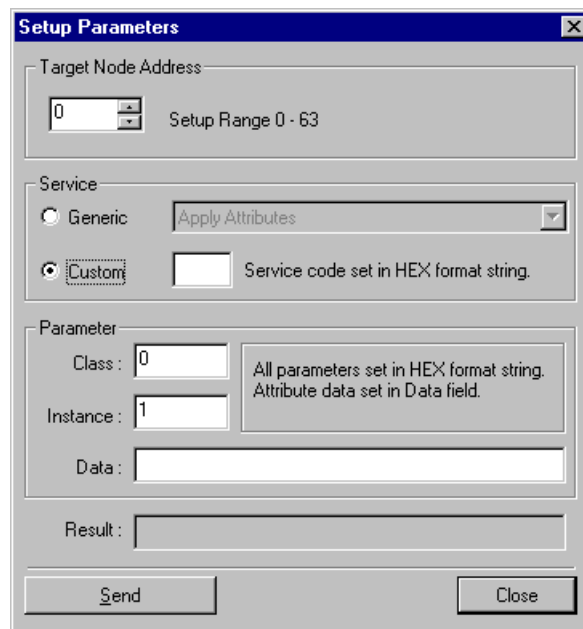 Setup Parameters
Target Node Address
0 Setup Range 0 - 63
Service
Generic Apply Attributes
Custom Service code set in HEX format string.
Parameter
Class : 0
All parameters set in HEX format string.
Attribute data set in Data field.
Instance : 1
Data :
Result :
Send Close